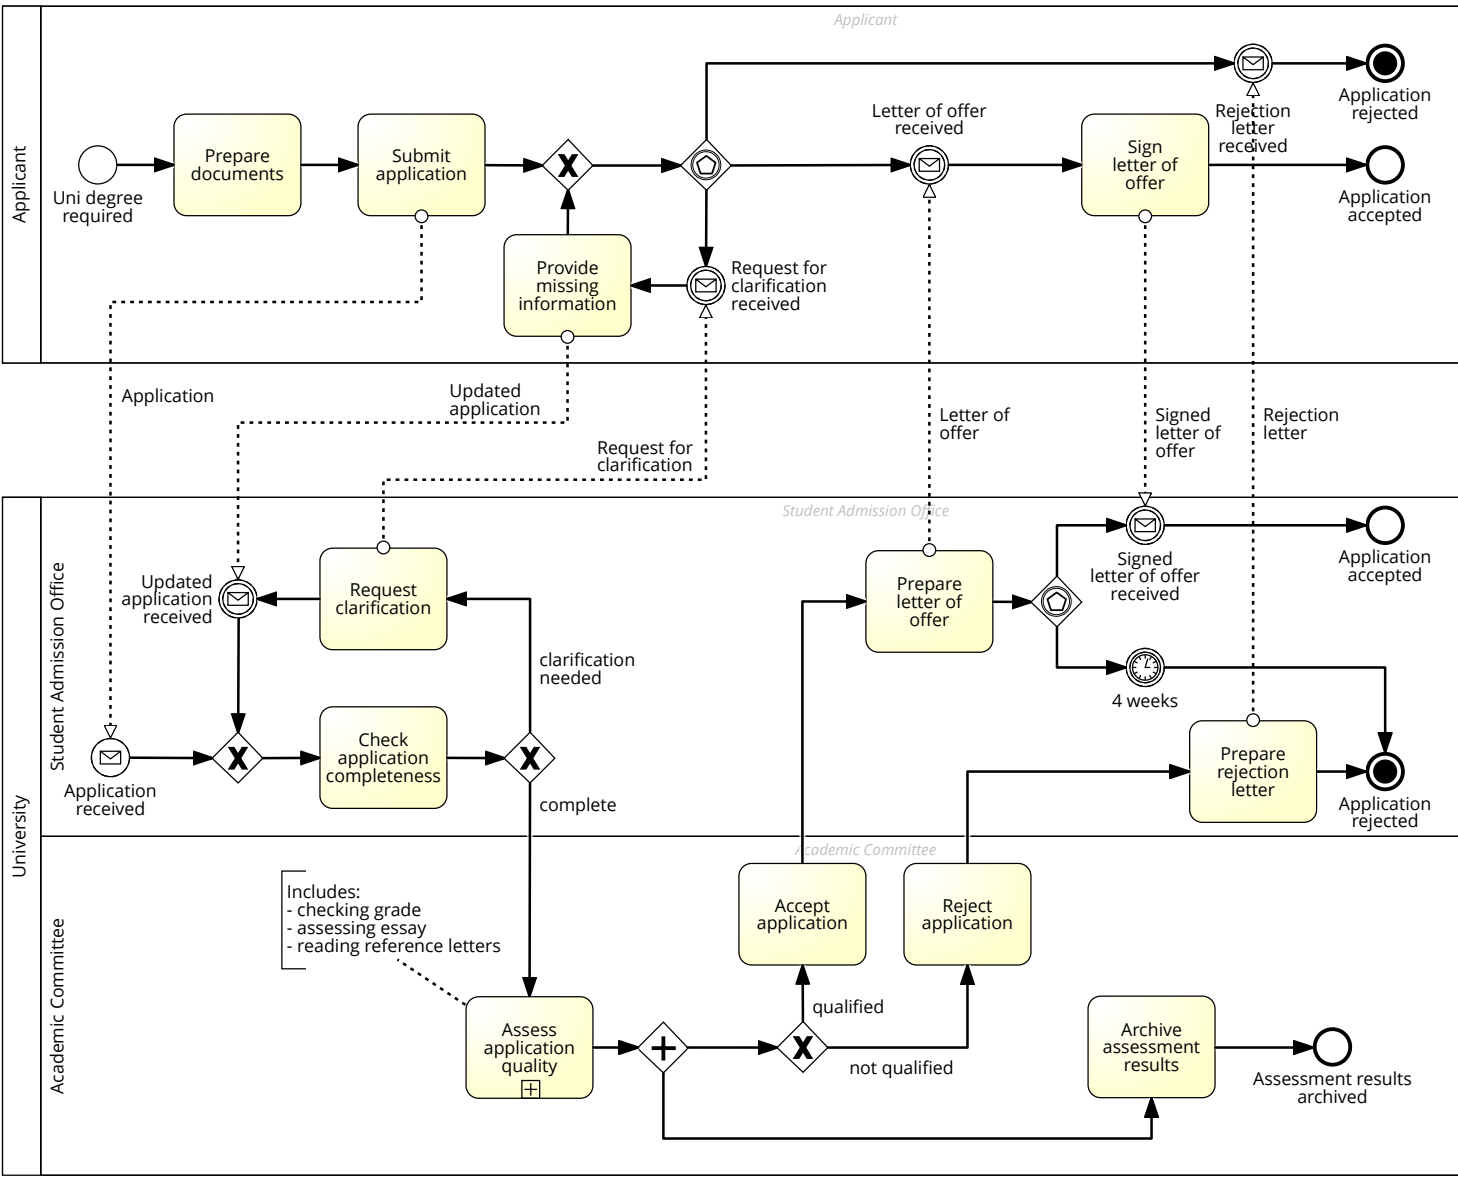 Applicant
Applicant
Uni degree
required
Prepare
documents
Submit
application
Provide
missing
information
Request for
clarification
received
Letter of offer
received
Sign
letter of
offer
Rejection
letter
received
Application
rejected
Application
accepted
Application
Updated
application
Request for
clarification
Letter of
offer
Signed
letter of
offer
Rejection
letter
University
Student Admission Office
Student Admission Office
Updated
application
received
Request
clarification
clarification
needed
Application
received
Check
application
completeness
complete
Prepare
letter of
offer
Signed
letter of offer
received
4 weeks
Application
accepted
Prepare
rejection
letter
Application
rejected
Academic Committee
Academic Committee
Includes:
- checking grade
- assessing essay
- reading reference letters
Assess
application
quality
Accept
application
Reject
application
qualified
not qualified
Archive
assessment
results
Assessment results
archived